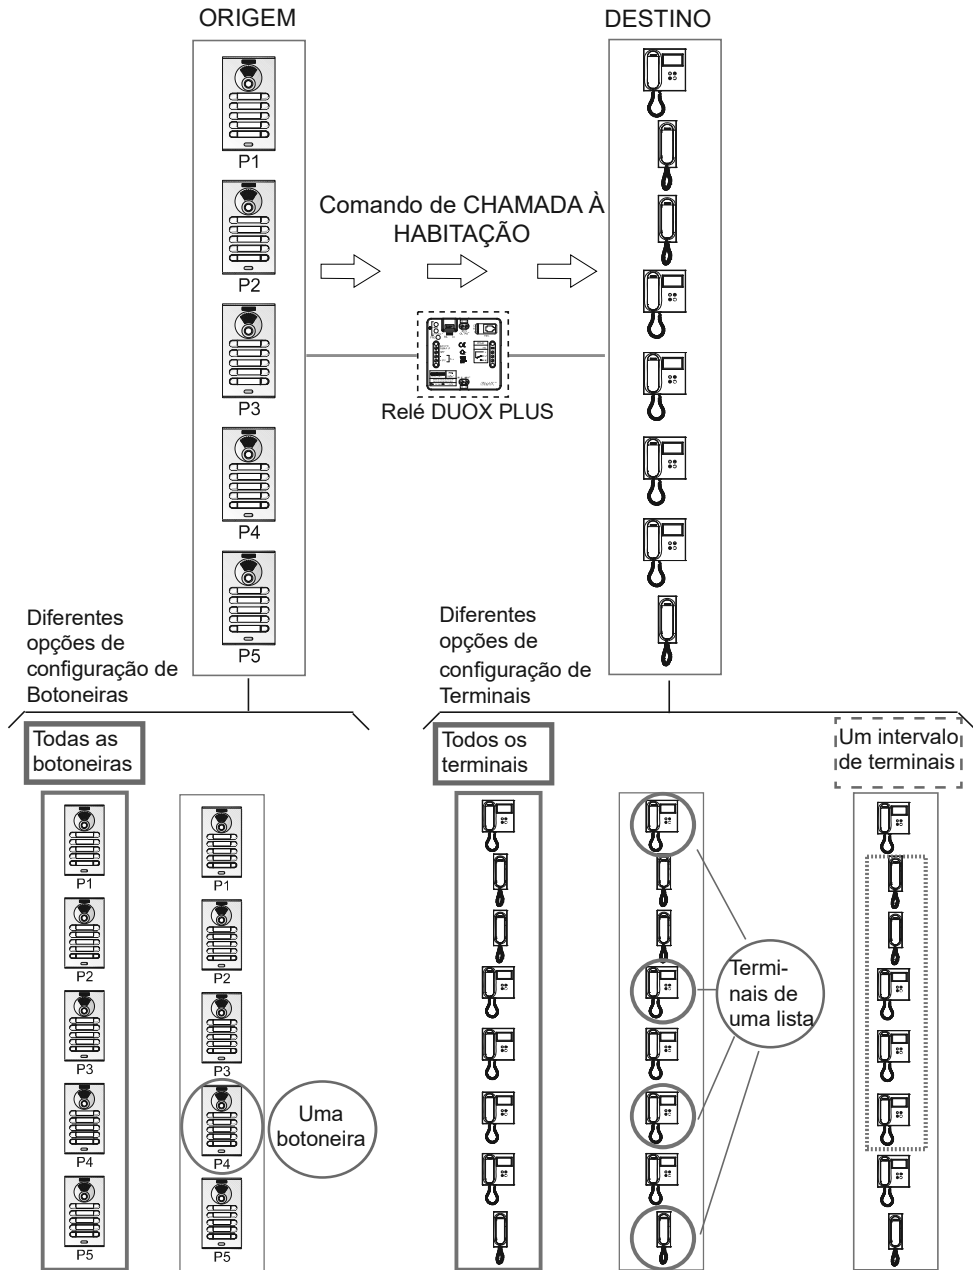 ORIGEM
DESTINO
P1
P2
P3
P4
P5
Comando de CHAMADA À
HABITAÇÃO
Relé DUOX PLUS
Diferentes
opções de
configuração de
Botoneiras
Diferentes
opções de
configuração de
Terminais
Todas as
botoneiras
P1
P2
P3
P4
P5
P1
P2
P3
P4
P5
Uma
botoneira
Todos os
terminais
Termi-
nais de
uma lista
Um intervalo
de terminais